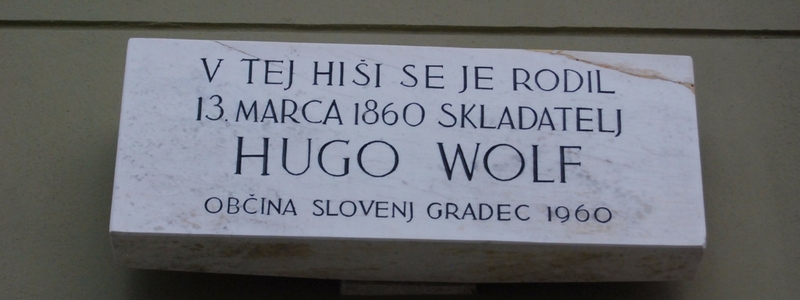 V TEJ HIŠI SE JE RODIL
13. MARCA 1860 SKLADATELJ
HUGO WOLF
OBČINA SLOVENJ GRADEC 1960